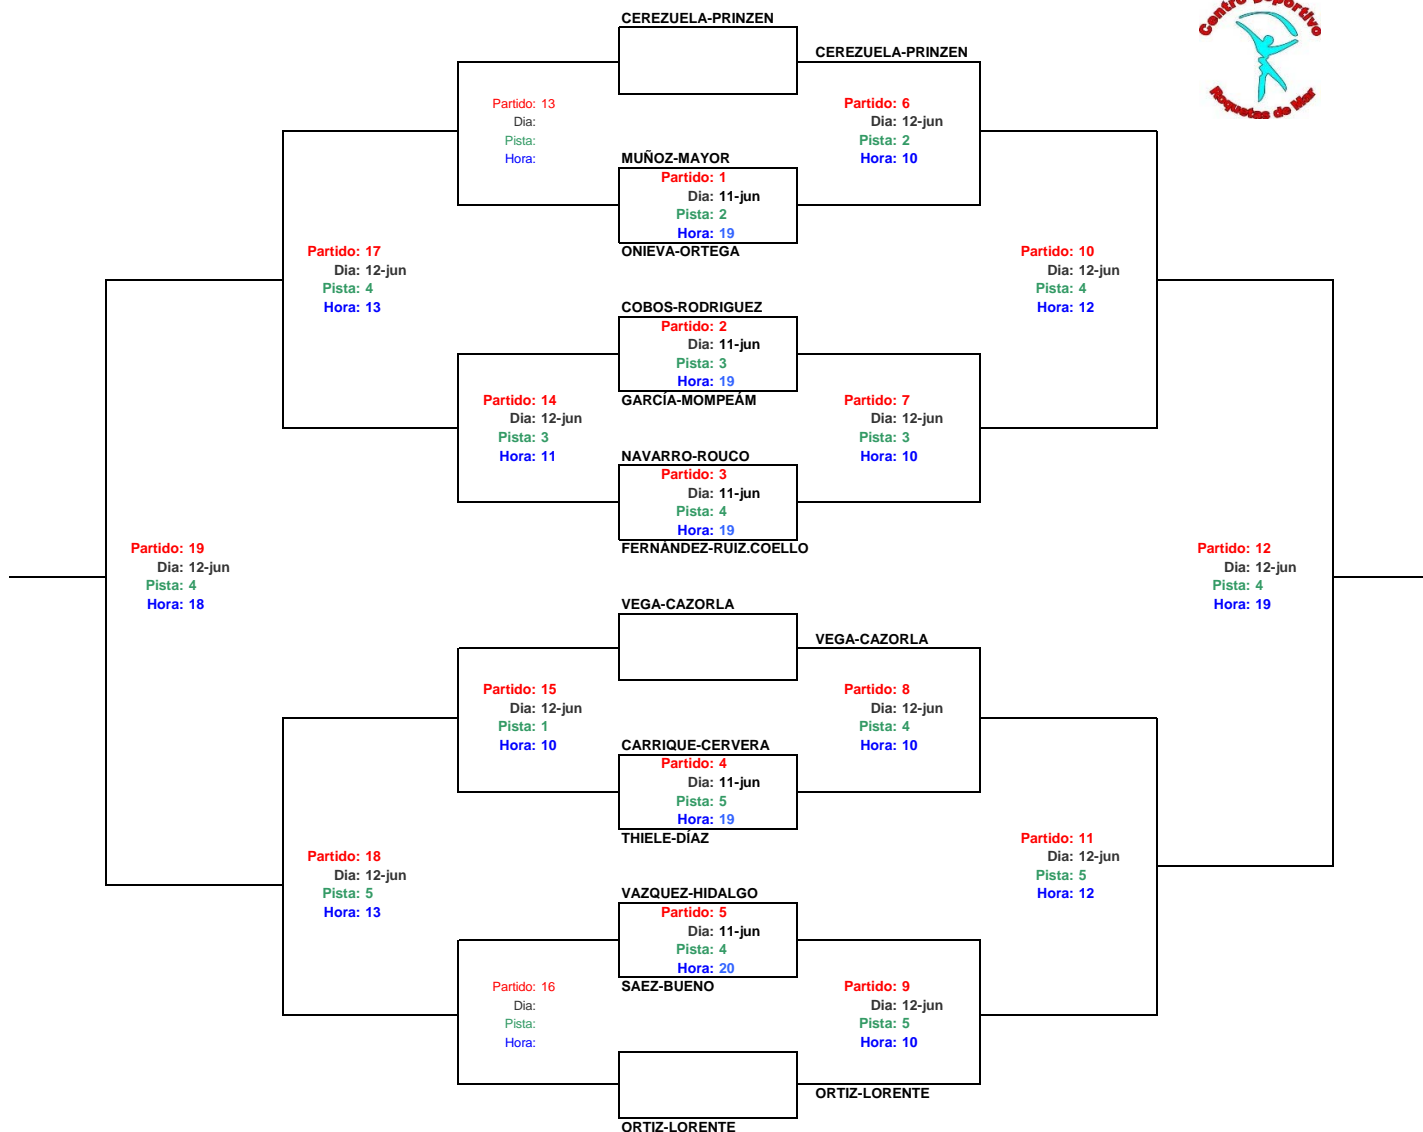 Centro Deportivo
Roquetas de Mar
CEREZUELA-PRINZEN
CEREZUELA-PRINZEN
Partido: 13
Dia:
Pista:
Hora:
Partido: 6
Dia: 12-jun
Pista: 2
Hora: 10
MUÑOZ-MAYOR
Partido: 1
Dia: 11-jun
Pista: 2
Hora: 19
ONIEVA-ORTEGA
Partido: 17
Dia: 12-jun
Pista: 4
Hora: 13
Partido: 10
Dia: 12-jun
Pista: 4
Hora: 12
COBOS-RODRIGUEZ
Partido: 2
Dia: 11-jun
Pista: 3
Hora: 19
GARCÍA-MOMPEÁM
Partido: 14
Dia: 12-jun
Pista: 3
Hora: 11
Partido: 7
Dia: 12-jun
Pista: 3
Hora: 10
NAVARRO-ROUCO
Partido: 3
Dia: 11-jun
Pista: 4
Hora: 19
FERNÁNDEZ-RUIZ.COELLO
Partido: 19
Dia: 12-jun
Pista: 4
Hora: 18
Partido: 12
Dia: 12-jun
Pista: 4
Hora: 19
VEGA-CAZORLA
VEGA-CAZORLA
Partido: 15
Dia: 12-jun
Pista: 1
Hora: 10
Partido: 8
Dia: 12-jun
Pista: 4
Hora: 10
CARRIQUE-CERVERA
Partido: 4
Dia: 11-jun
Pista: 5
Hora: 19
THIELE-DÍAZ
Partido: 18
Dia: 12-jun
Pista: 5
Hora: 13
Partido: 11
Dia: 12-jun
Pista: 5
Hora: 12
VAZQUEZ-HIDALGO
Partido: 5
Dia: 11-jun
Pista: 4
Hora: 20
SAEZ-BUENO
Partido: 16
Dia:
Pista:
Hora:
Partido: 9
Dia: 12-jun
Pista: 5
Hora: 10
ORTIZ-LORENTE
ORTIZ-LORENTE